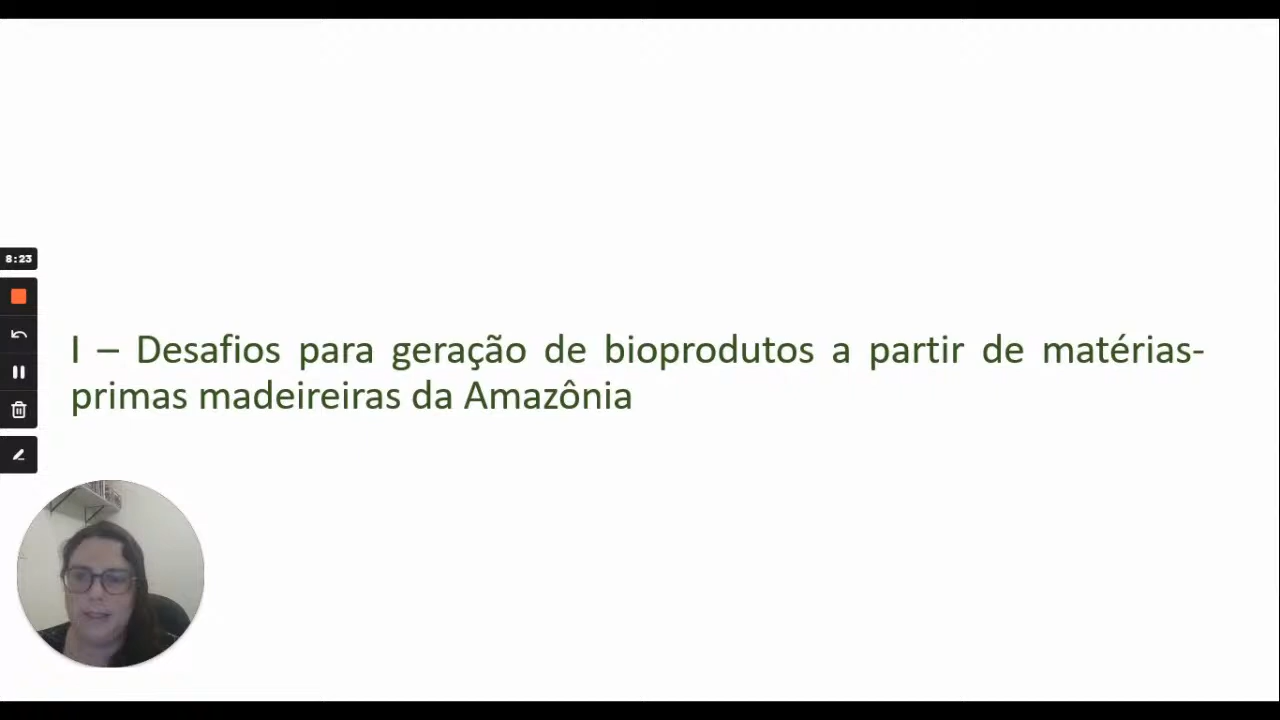 8:23
I – Desafios para geração de bioprodutos a partir de matérias-
primas madeireiras da Amazônia